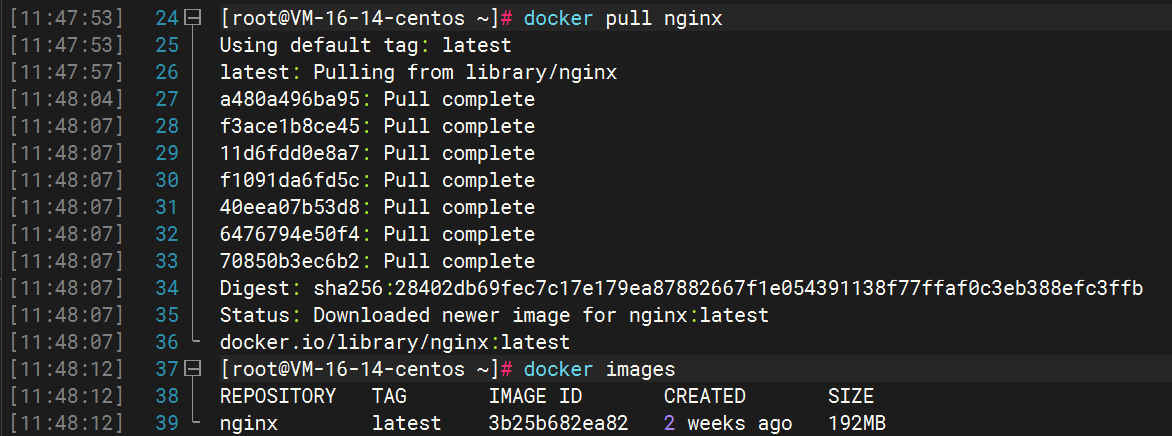 [11:47:53] 24 [root@VM-16-14-centos ~]# docker pull nginx
[11:47:53] 25 Using default tag: latest
[11:47:57] 26 latest: Pulling from library/nginx
[11:48:04] 27 a480a496ba95: Pull complete
[11:48:07] 28 f3ace1b8ce45: Pull complete
[11:48:07] 29 11d6fdd0e8a7: Pull complete
[11:48:07] 30 f1091da6fd5c: Pull complete
[11:48:07] 31 40eea07b53d8: Pull complete
[11:48:07] 32 6476794e50f4: Pull complete
[11:48:07] 33 70850b3ec6b2: Pull complete
[11:48:07] 34 Digest: sha256:28402db69fec7c17e179ea87882667f1e054391138f77ffaf0c3eb388efc3ffb
[11:48:07] 35 Status: Downloaded newer image for nginx:latest
[11:48:07] 36 docker.io/library/nginx:latest
[11:48:12] 37 [root@VM-16-14-centos ~]# docker images
[11:48:12] 38 REPOSITORY TAG IMAGE ID CREATED SIZE
[11:48:12] 39 nginx latest 3b25b682ea82 2 weeks ago 192MB